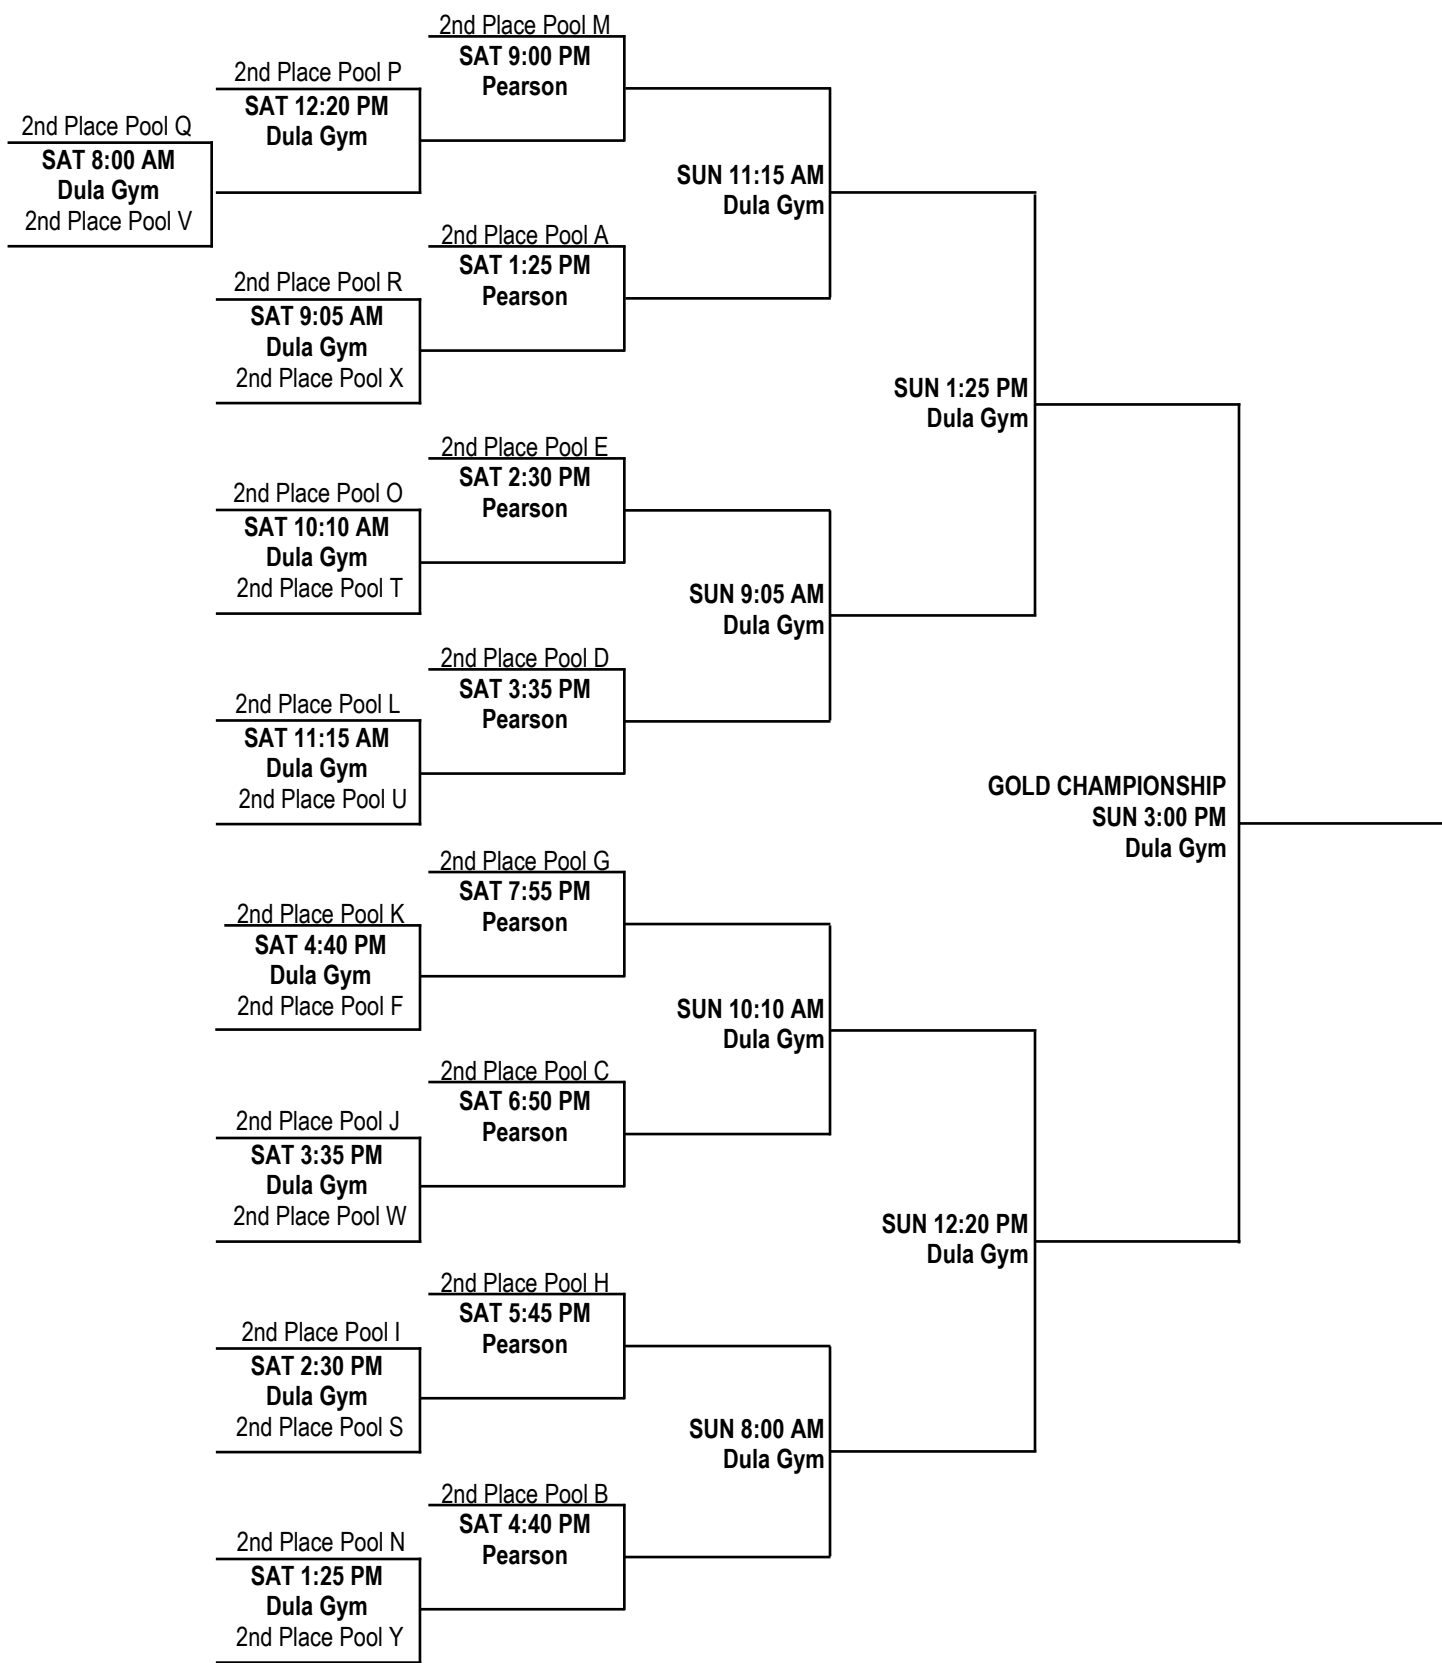 2nd Place Pool M
SAT 9:00 PM
Pearson
2nd Place Pool P
SAT 12:20 PM
Dula Gym
2nd Place Pool Q
SAT 8:00 AM
Dula Gym
2nd Place Pool V
SUN 11:15 AM
Dula Gym
2nd Place Pool A
SAT 1:25 PM
Pearson
2nd Place Pool R
SAT 9:05 AM
Dula Gym
2nd Place Pool X
SUN 1:25 PM
Dula Gym
2nd Place Pool E
SAT 2:30 PM
Pearson
2nd Place Pool O
SAT 10:10 AM
Dula Gym
2nd Place Pool T
SUN 9:05 AM
Dula Gym
2nd Place Pool D
SAT 3:35 PM
Pearson
2nd Place Pool L
SAT 11:15 AM
Dula Gym
2nd Place Pool U
GOLD CHAMPIONSHIP
SUN 3:00 PM
Dula Gym
2nd Place Pool G
SAT 7:55 PM
Pearson
2nd Place Pool K
SAT 4:40 PM
Dula Gym
2nd Place Pool F
SUN 10:10 AM
Dula Gym
2nd Place Pool C
SAT 6:50 PM
Pearson
2nd Place Pool J
SAT 3:35 PM
Dula Gym
2nd Place Pool W
SUN 12:20 PM
Dula Gym
2nd Place Pool H
SAT 5:45 PM
Pearson
2nd Place Pool I
SAT 2:30 PM
Dula Gym
2nd Place Pool S
SUN 8:00 AM
Dula Gym
2nd Place Pool B
SAT 4:40 PM
Pearson
2nd Place Pool N
SAT 1:25 PM
Dula Gym
2nd Place Pool Y